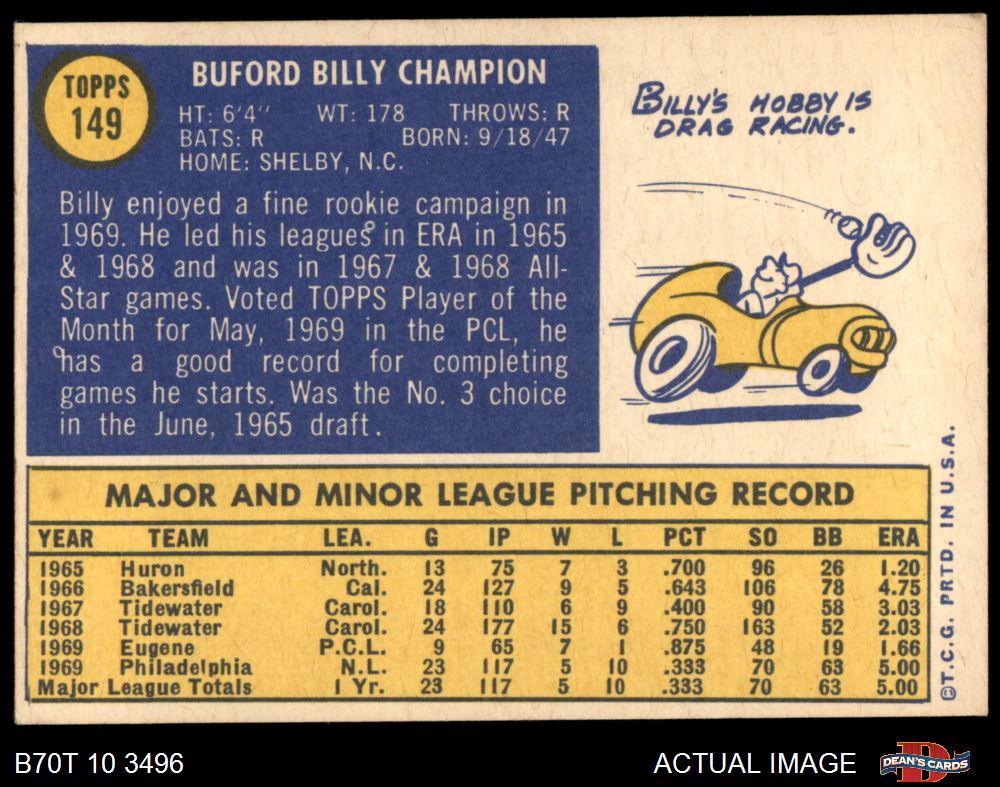 TOPPS
149
BUFORD BILLY CHAMPION
HT: 6'4" WT: 178 THROWS: R
BATS: R BORN: 9/18/47
HOME: SHELBY, N.C.
Billy enjoyed a fine rookie campaign in
1969. He led his leagues in ERA in 1965
& 1968 and was in 1967 & 1968 All-
Star games. Voted TOPPS Player of the
Month for May, 1969 in the PCL, he
has a good record for completing
games he starts. Was the No. 3 choice
in the June, 1965 draft.
BILLY'S HOBBY IS
DRAG RACING.
MAJOR AND MINOR LEAGUE PITCHING RECORD
YEAR TEAM LEA. G IP W L PCT SO BB ERA
1965 Huron North. 13 75 7 3 .700 96 26 1.20
1966 Bakersfield Cal. 24 127 9 5 .643 106 78 4.75
1967 Tidewater Carol. 18 110 6 9 .400 90 58 3.03
1968 Tidewater Carol. 24 177 15 6 .750 163 52 2.03
1969 Eugene P.C.L. 9 65 7 1 .875 48 19 1.66
1969 Philadelphia N.L. 23 117 5 10 .333 70 63 5.00
Major League Totals 1 Yr. 23 117 5 10 .333 70 63 5.00
©T.C.G. PRTD. IN U.S.A.
B70T 10 3496 ACTUAL IMAGE
D
DEAN'S CARDS